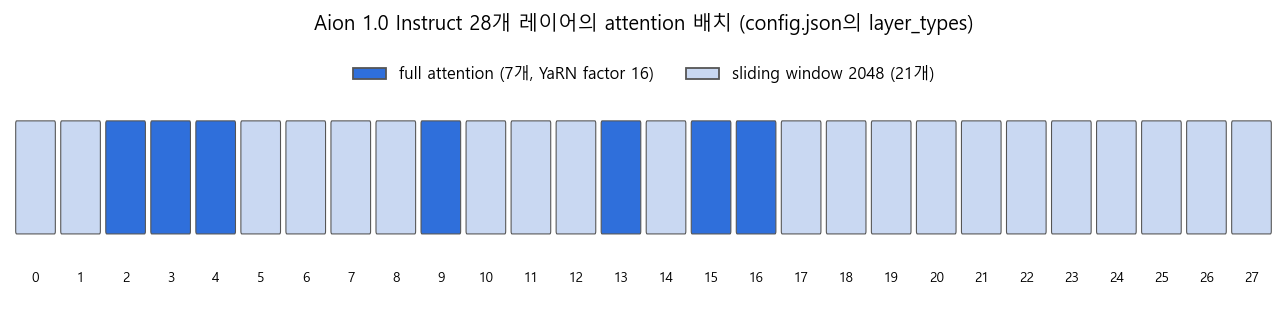 Aion 1.0 Instruct 28개 레이어의 attention 배치 (config.json의 layer_types)
full attention (7개, YaRN factor 16) sliding window 2048 (21개)
0 1 2 3 4 5 6 7 8 9 10 11 12 13 14 15 16 17 18 19 20 21 22 23 24 25 26 27